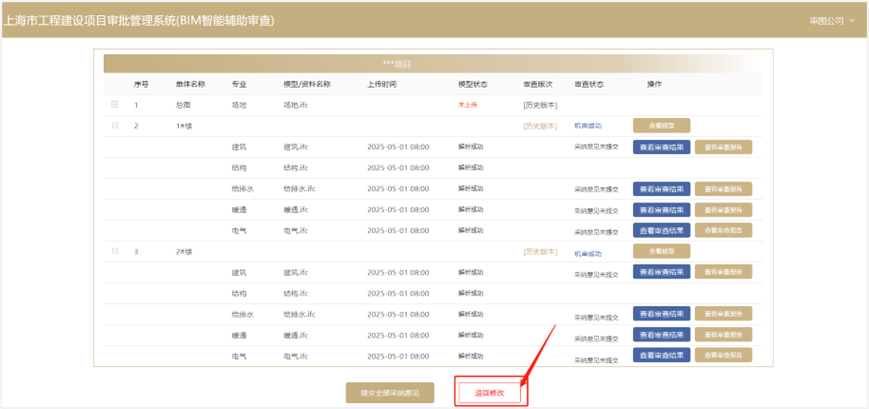 上海市工程建设项目审批管理系统(BIM智能辅助审查) 审图公司
***项目
序号 单体名称 专业 模型/资料名称 上传时间 模型状态 审查版次 审查状态 操作
1 总图 场地 场地.ifc 未上传 [历史版本]
2 1#楼 [历史版本] 机审成功 查看模型
建筑 建筑.ifc 2025-05-01 08:00 解析成功 采纳意见未提交 查看审查结果 查看审查报告
结构 结构.ifc 2025-05-01 08:00 解析成功
给排水 给排水.ifc 2025-05-01 08:00 解析成功 采纳意见未提交 查看审查结果 查看审查报告
暖通 暖通.ifc 2025-05-01 08:00 解析成功 采纳意见未提交 查看审查结果 查看审查报告
电气 电气.ifc 2025-05-01 08:00 解析成功 采纳意见未提交 查看审查结果 查看审查报告
3 2#楼 [历史版本] 机审成功 查看模型
建筑 建筑.ifc 2025-05-01 08:00 解析成功 采纳意见未提交 查看审查结果 查看审查报告
结构 结构.ifc 2025-05-01 08:00 解析成功
给排水 给排水.ifc 2025-05-01 08:00 解析成功 采纳意见未提交 查看审查结果 查看审查报告
暖通 暖通.ifc 2025-05-01 08:00 解析成功 采纳意见未提交 查看审查结果 查看审查报告
电气 电气.ifc 2025-05-01 08:00 解析成功 采纳意见未提交 查看审查结果 查看审查报告
提交全部采纳意见 退回修改